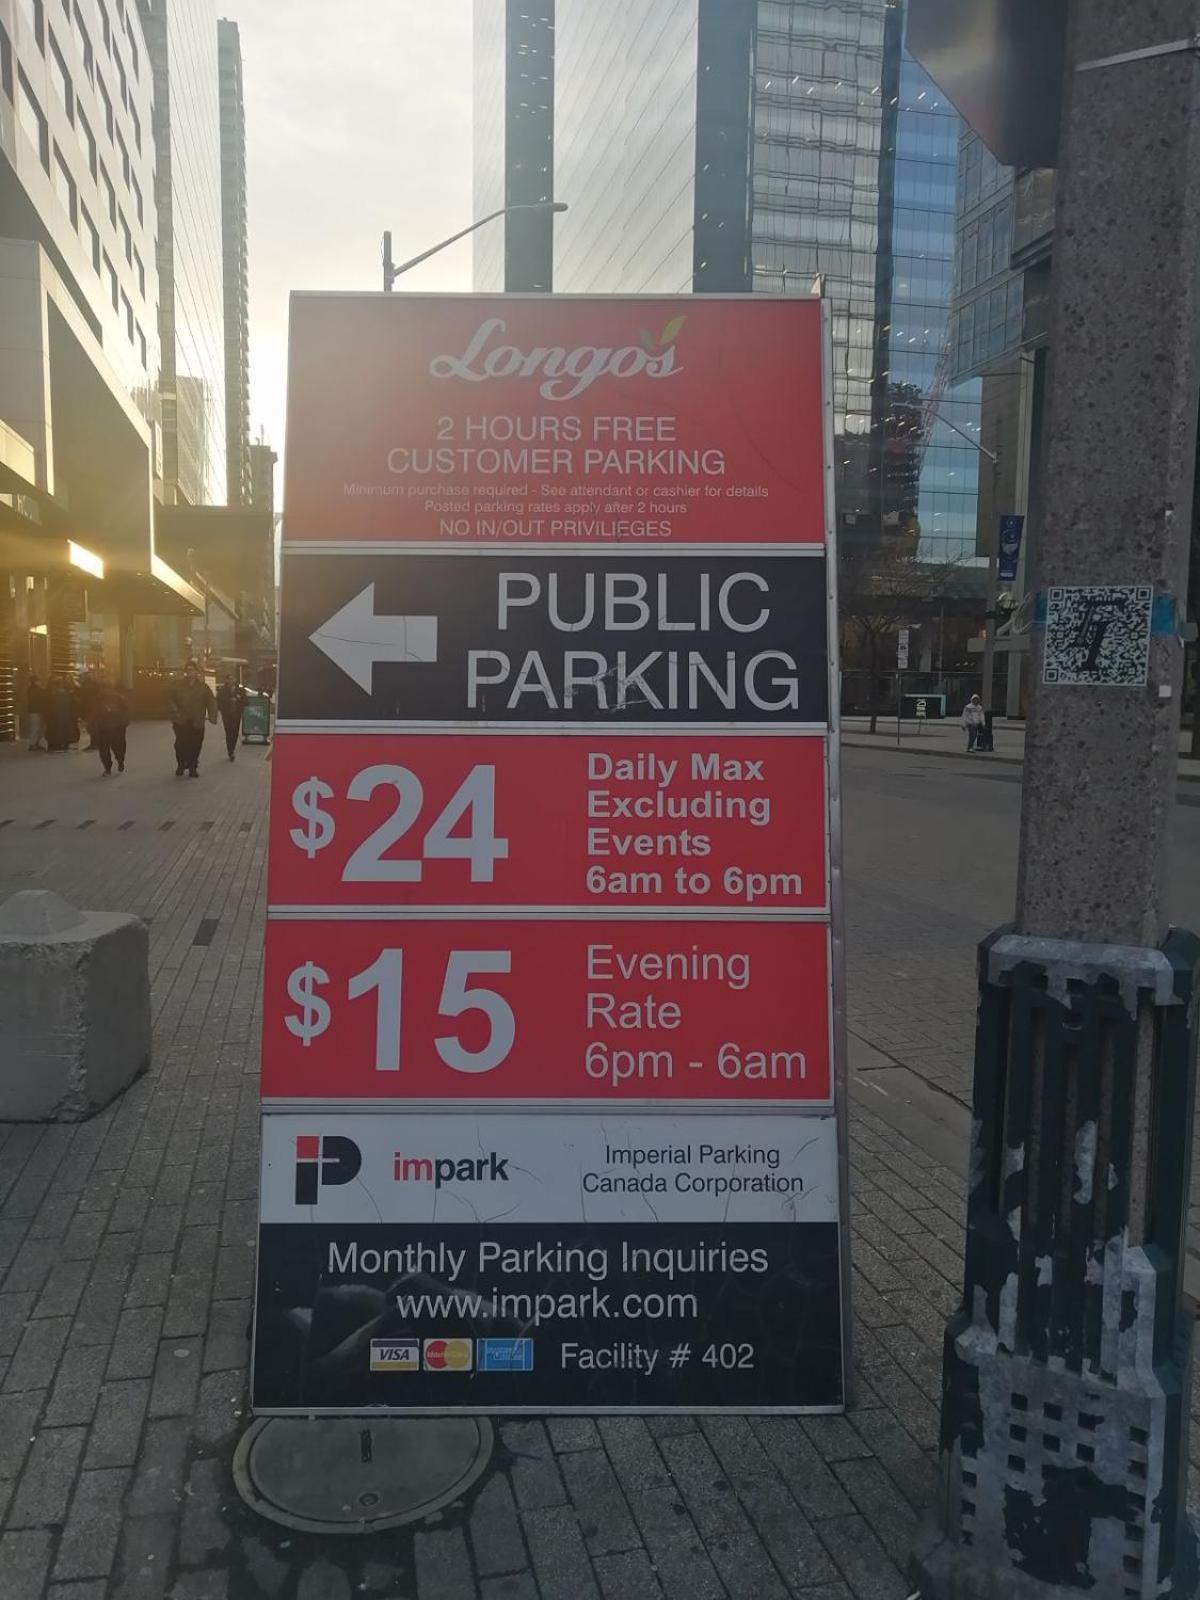 Longo's
2 HOURS FREE
CUSTOMER PARKING
Minimum purchase required - See attendant or cashier for details
Posted parking rates apply after 2 hours
NO IN/OUT PRIVILIEGES
PUBLIC
PARKING
$24
Daily Max
Excluding
Events
6am to 6pm
$15
Evening
Rate
6pm - 6am
impark
Imperial Parking
Canada Corporation
Monthly Parking Inquiries
www.impark.com
VISA
MasterCard
Facility # 402